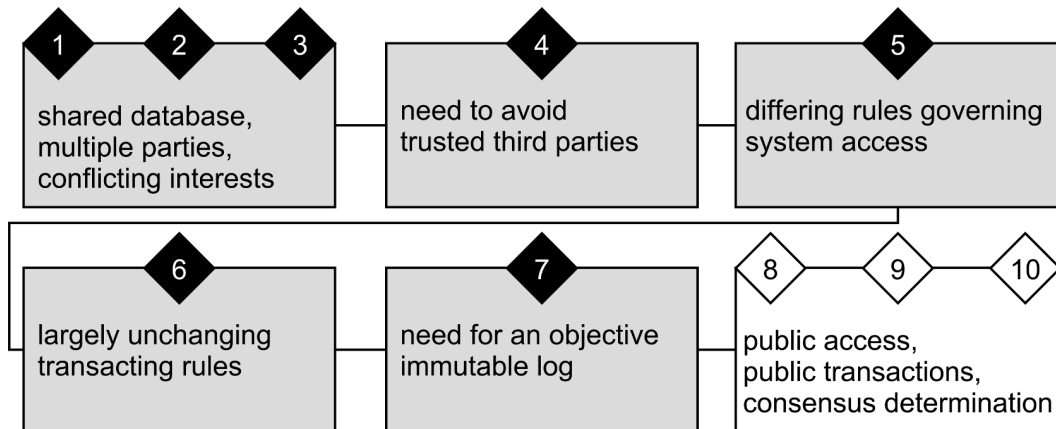 1 2 3
shared database,
multiple parties,
conflicting interests
4
need to avoid
trusted third parties
5
differing rules governing
system access
6
largely unchanging
transacting rules
7
need for an objective
immutable log
8 9 10
public access,
public transactions,
consensus determination